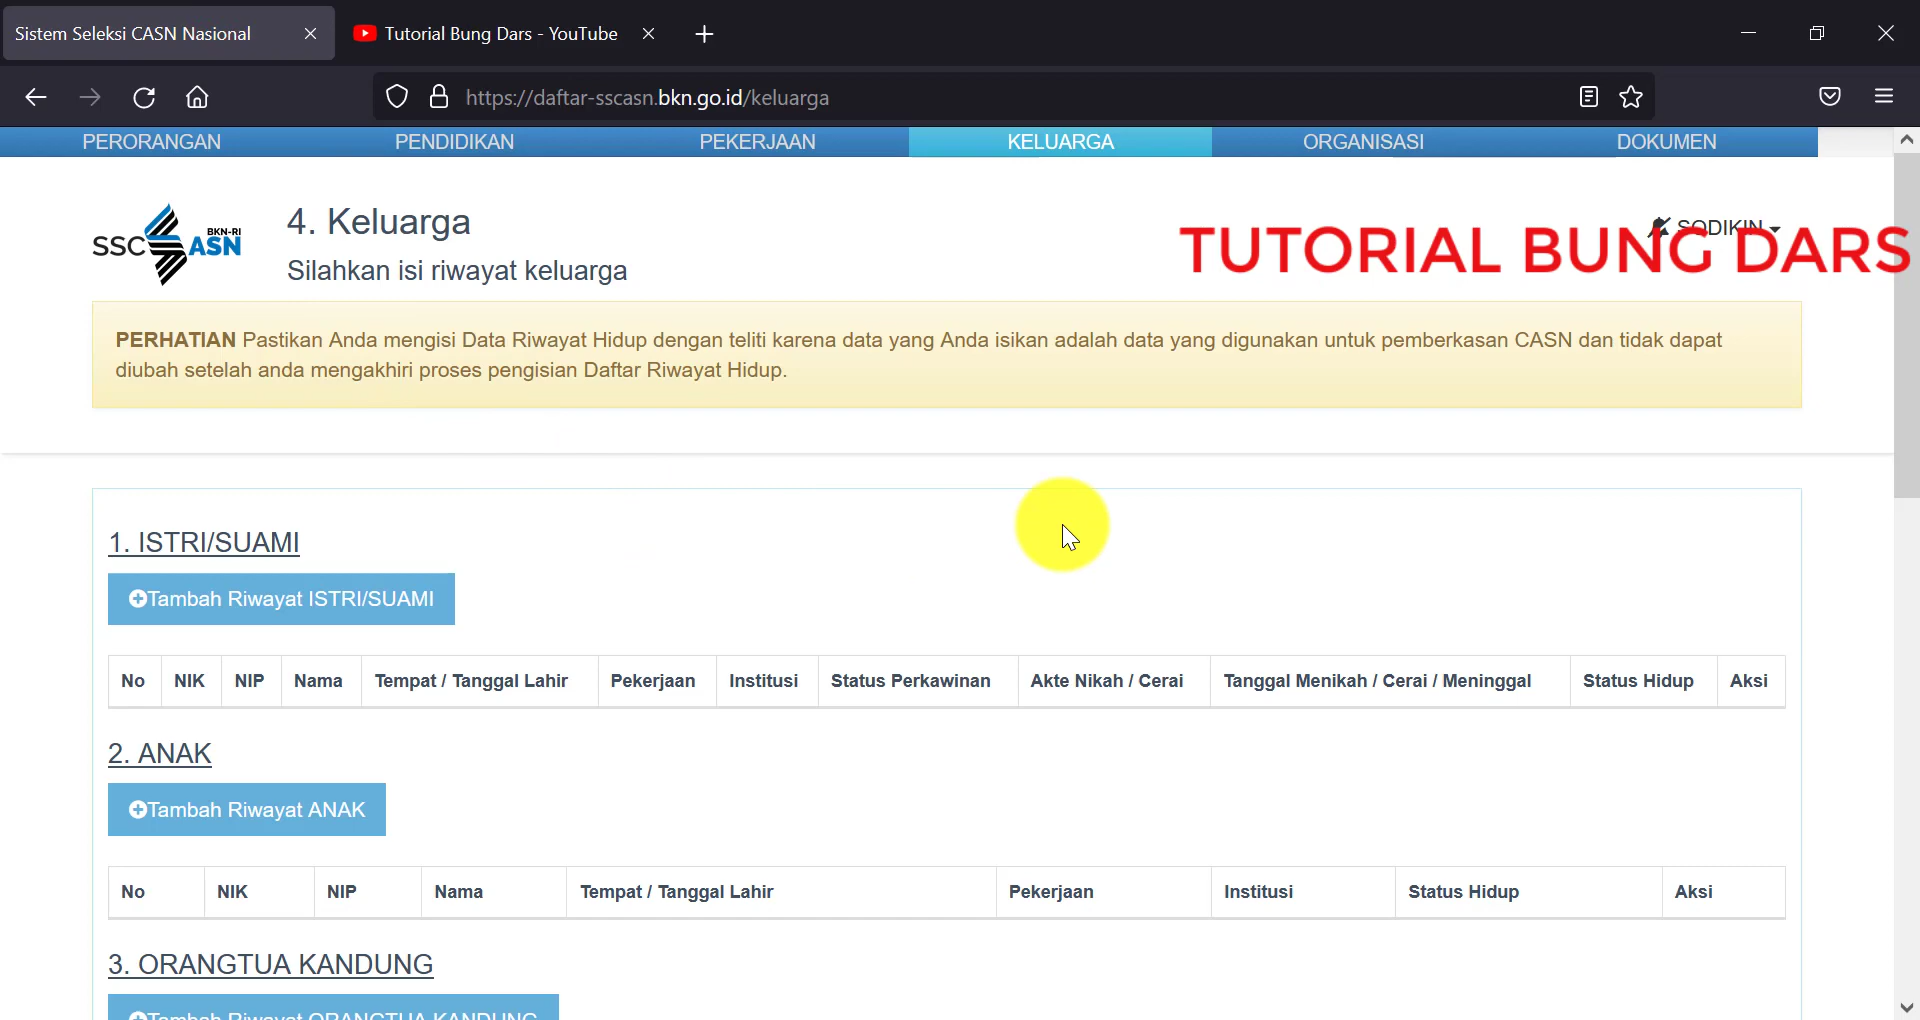 Sistem Seleksi CASN Nasional
Tutorial Bung Dars - YouTube
https://daftar-sscasn.bkn.go.id/keluarga
PERORANGAN PENDIDIKAN PEKERJAAN KELUARGA ORGANISASI DOKUMEN
SSC ASN BKN-RI
4. Keluarga
SODIKIN
TUTORIAL BUNG DARS
Silahkan isi riwayat keluarga
PERHATIAN Pastikan Anda mengisi Data Riwayat Hidup dengan teliti karena data yang Anda isikan adalah data yang digunakan untuk pemberkasan CASN dan tidak dapat
diubah setelah anda mengakhiri proses pengisian Daftar Riwayat Hidup.
1. ISTRI/SUAMI
Tambah Riwayat ISTRI/SUAMI
No NIK NIP Nama Tempat / Tanggal Lahir Pekerjaan Institusi Status Perkawinan Akte Nikah / Cerai Tanggal Menikah / Cerai / Meninggal Status Hidup Aksi
2. ANAK
Tambah Riwayat ANAK
No NIK NIP Nama Tempat / Tanggal Lahir Pekerjaan Institusi Status Hidup Aksi
3. ORANGTUA KANDUNG
Tambah Riwayat ORANGTUA KANDUNG